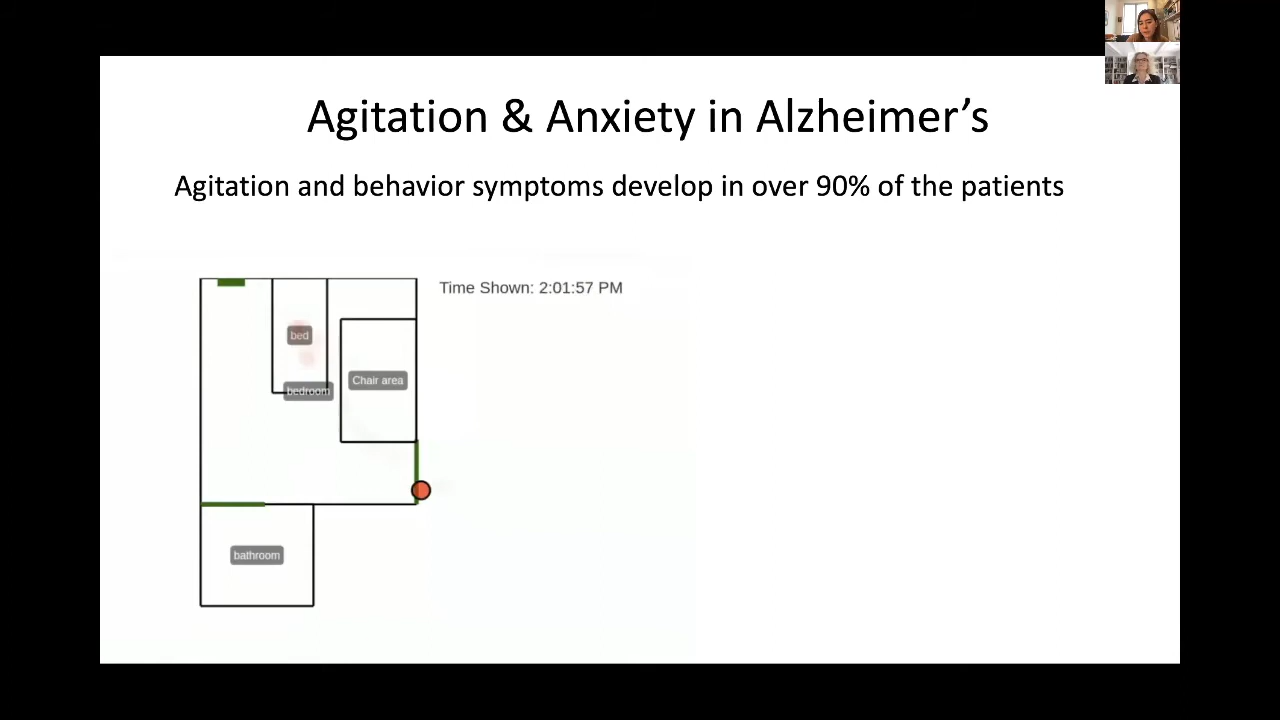 Agitation & Anxiety in Alzheimer's
Agitation and behavior symptoms develop in over 90% of the patients
Time Shown: 2:01:57 PM
bed
Chair area
bedroom
bathroom